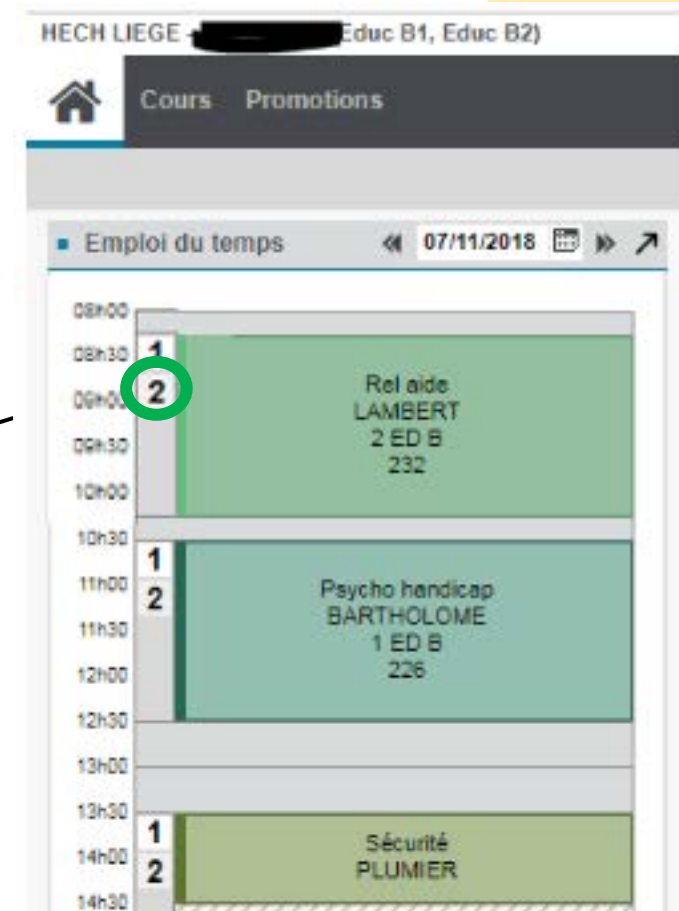 HECH LIEGE - Educ B1, Educ B2)
Cours Promotions
Emploi du temps 07/11/2018
08h00
08h30 1
09h00 2
09h30
10h00
Rel aide
LAMBERT
2 ED B
232
10h30
11h00 1
2
11h30
12h00
12h30
Psycho handicap
BARTHOLOME
1 ED B
226
13h00
13h30
1
14h00 2
14h30
Sécurité
PLUMIER